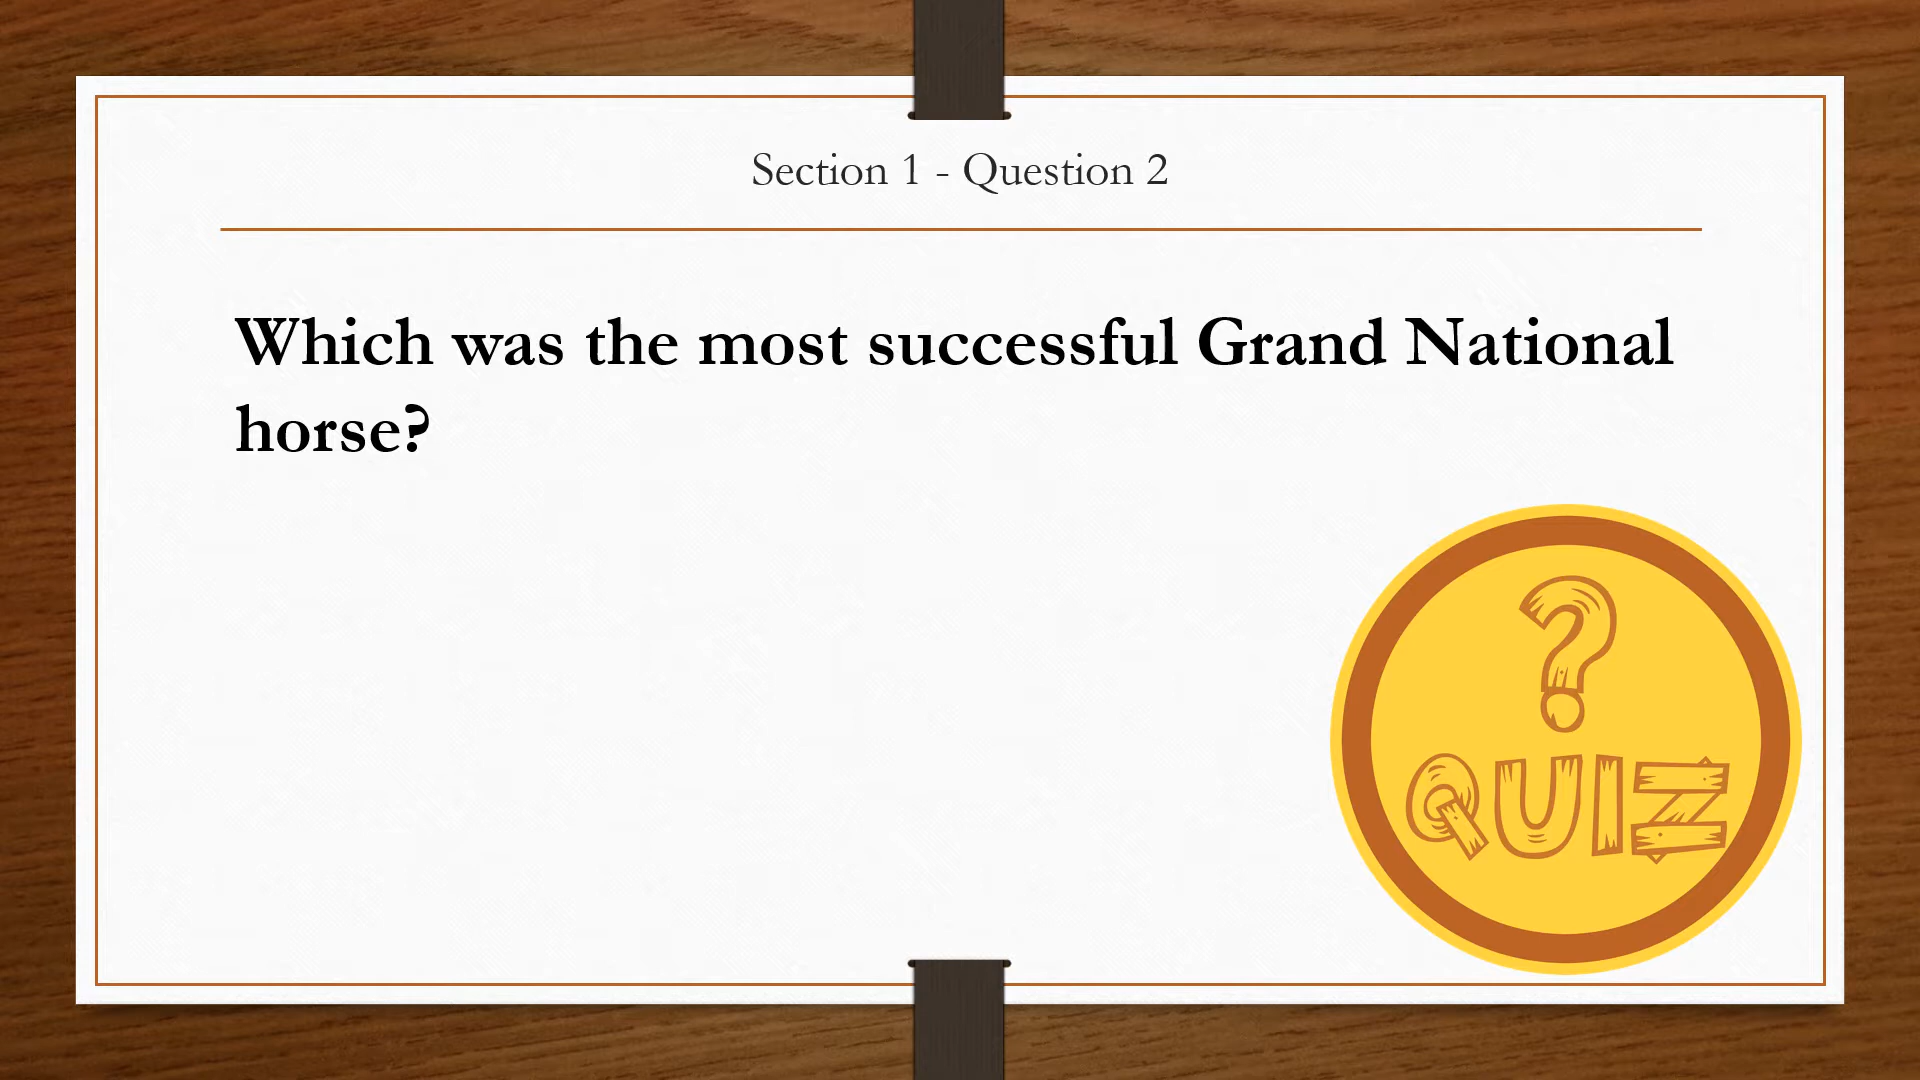 Section 1 - Question 2
Which was the most successful Grand National
horse?
?
QUIZ